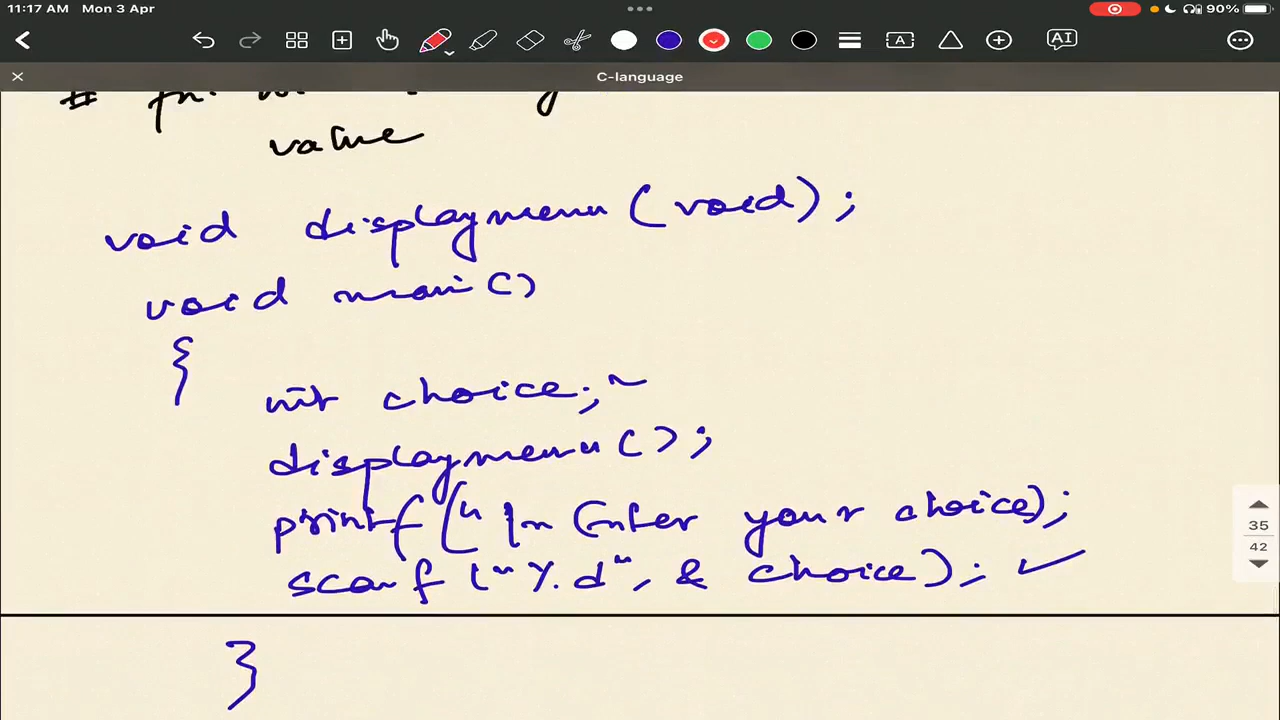 11:17 AM Mon 3 Apr
90%
A
AI
C-language
#
value
void displaymenu (void);
void main()
{
int choice;
displaymenu();
printf("\n Enter your choice);
scanf("%d", & choice);
}
35
42